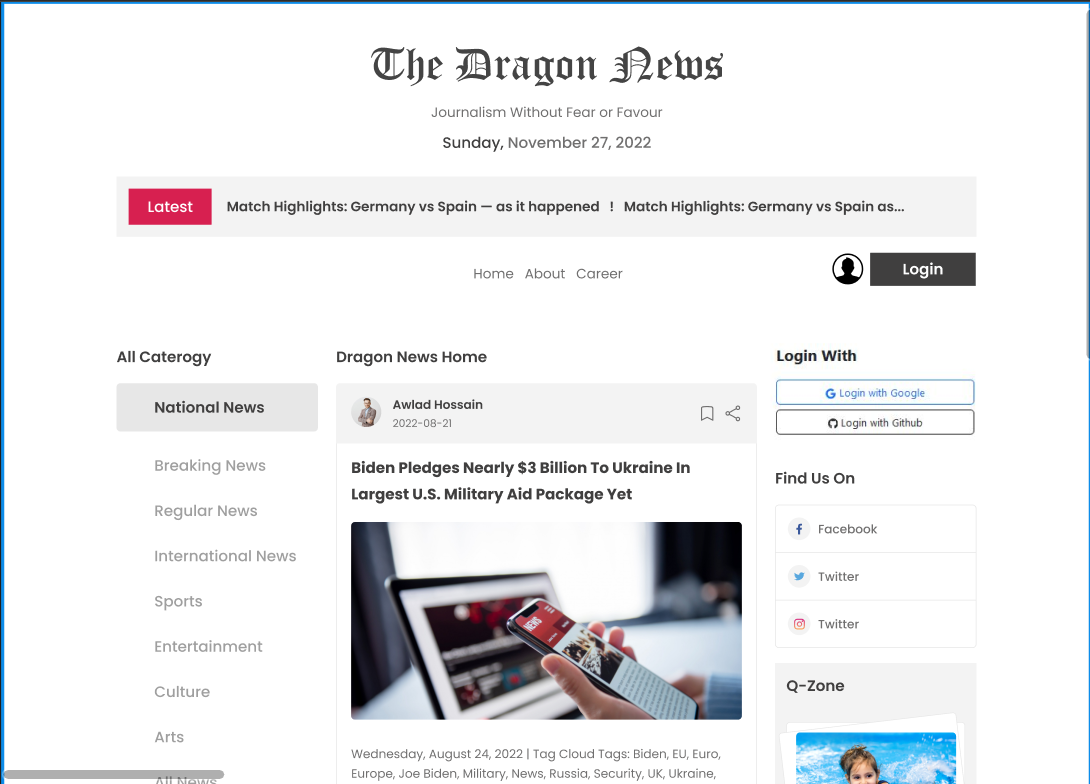 The Dragon News
Journalism Without Fear or Favour
Sunday, November 27, 2022
Latest
Match Highlights: Germany vs Spain — as it happened ! Match Highlights: Germany vs Spain as...
Home About Career
Login
All Caterogy
National News
Breaking News
Regular News
International News
Sports
Entertainment
Culture
Arts
All News
Dragon News Home
Awlad Hossain
2022-08-21
Biden Pledges Nearly $3 Billion To Ukraine In
Largest U.S. Military Aid Package Yet
NEWS
Wednesday, August 24, 2022 | Tag Cloud Tags: Biden, EU, Euro,
Europe, Joe Biden, Military, News, Russia, Security, UK, Ukraine,
Login With
Login with Google
Login with Github
Find Us On
Facebook
Twitter
Twitter
Q-Zone